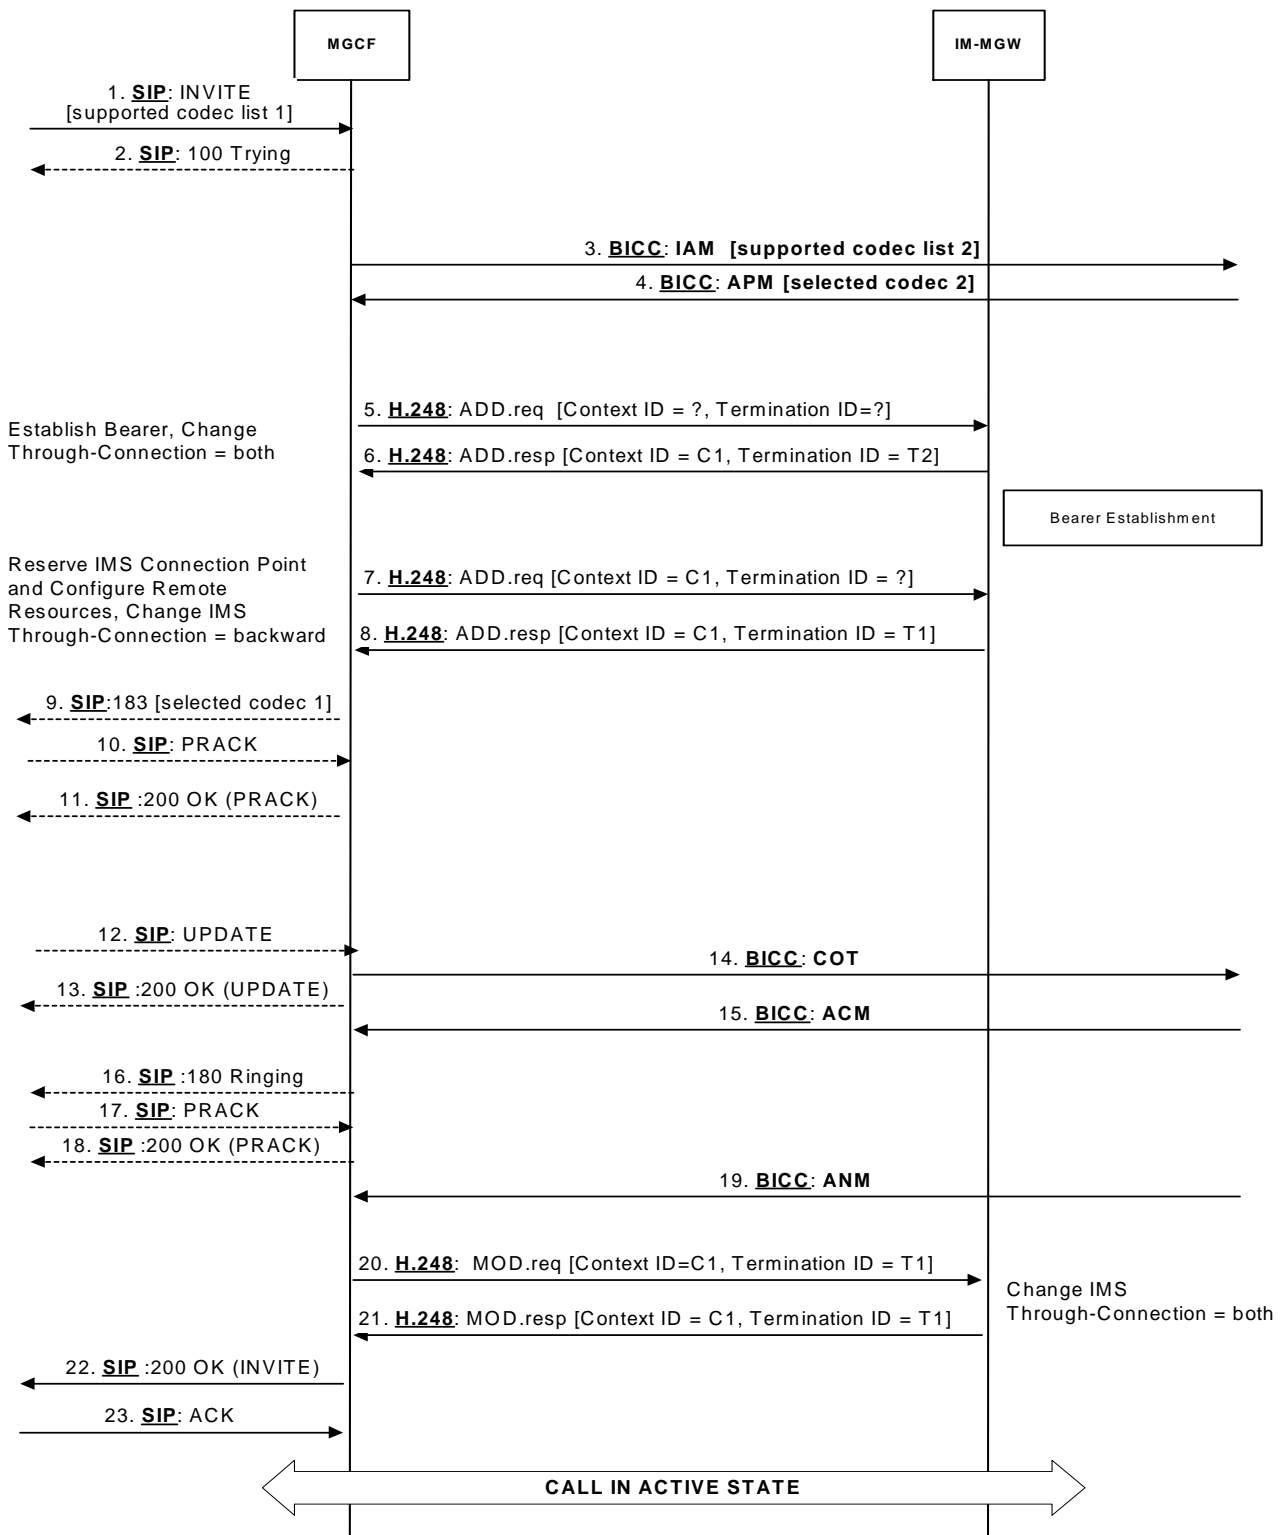 MGCF
IM-MGW
1. SIP: INVITE
[supported codec list 1]
2. SIP: 100 Trying
3. BICC: IAM [supported codec list 2]
4. BICC: APM [selected codec 2]
5. H.248: ADD.req [Context ID = ?, Termination ID=?]
Establish Bearer, Change
Through-Connection = both
6. H.248: ADD.resp [Context ID = C1, Termination ID = T2]
Bearer Establishment
Reserve IMS Connection Point
and Configure Remote
Resources, Change IMS
Through-Connection = backward
7. H.248: ADD.req [Context ID = C1, Termination ID = ?]
8. H.248: ADD.resp [Context ID = C1, Termination ID = T1]
9. SIP:183 [selected codec 1]
10. SIP: PRACK
11. SIP :200 OK (PRACK)
12. SIP: UPDATE
14. BICC: COT
13. SIP :200 OK (UPDATE)
15. BICC: ACM
16. SIP :180 Ringing
17. SIP: PRACK
18. SIP :200 OK (PRACK)
19. BICC: ANM
20. H.248: MOD.req [Context ID=C1, Termination ID = T1]
21. H.248: MOD.resp [Context ID = C1, Termination ID = T1]
Change IMS
Through-Connection = both
22. SIP :200 OK (INVITE)
23. SIP: ACK
CALL IN ACTIVE STATE